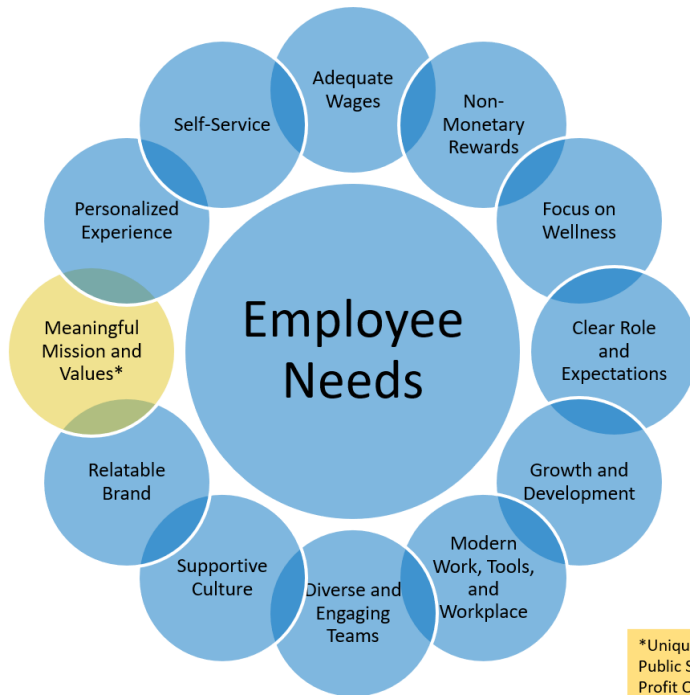 Employee
Needs
Adequate
Wages
Non-
Monetary
Rewards
Focus on
Wellness
Clear Role
and
Expectations
Growth and
Development
Modern
Work, Tools,
and
Workplace
Diverse and
Engaging
Teams
Supportive
Culture
Relatable
Brand
Meaningful
Mission and
Values*
Personalized
Experience
Self-Service
Public
Profit